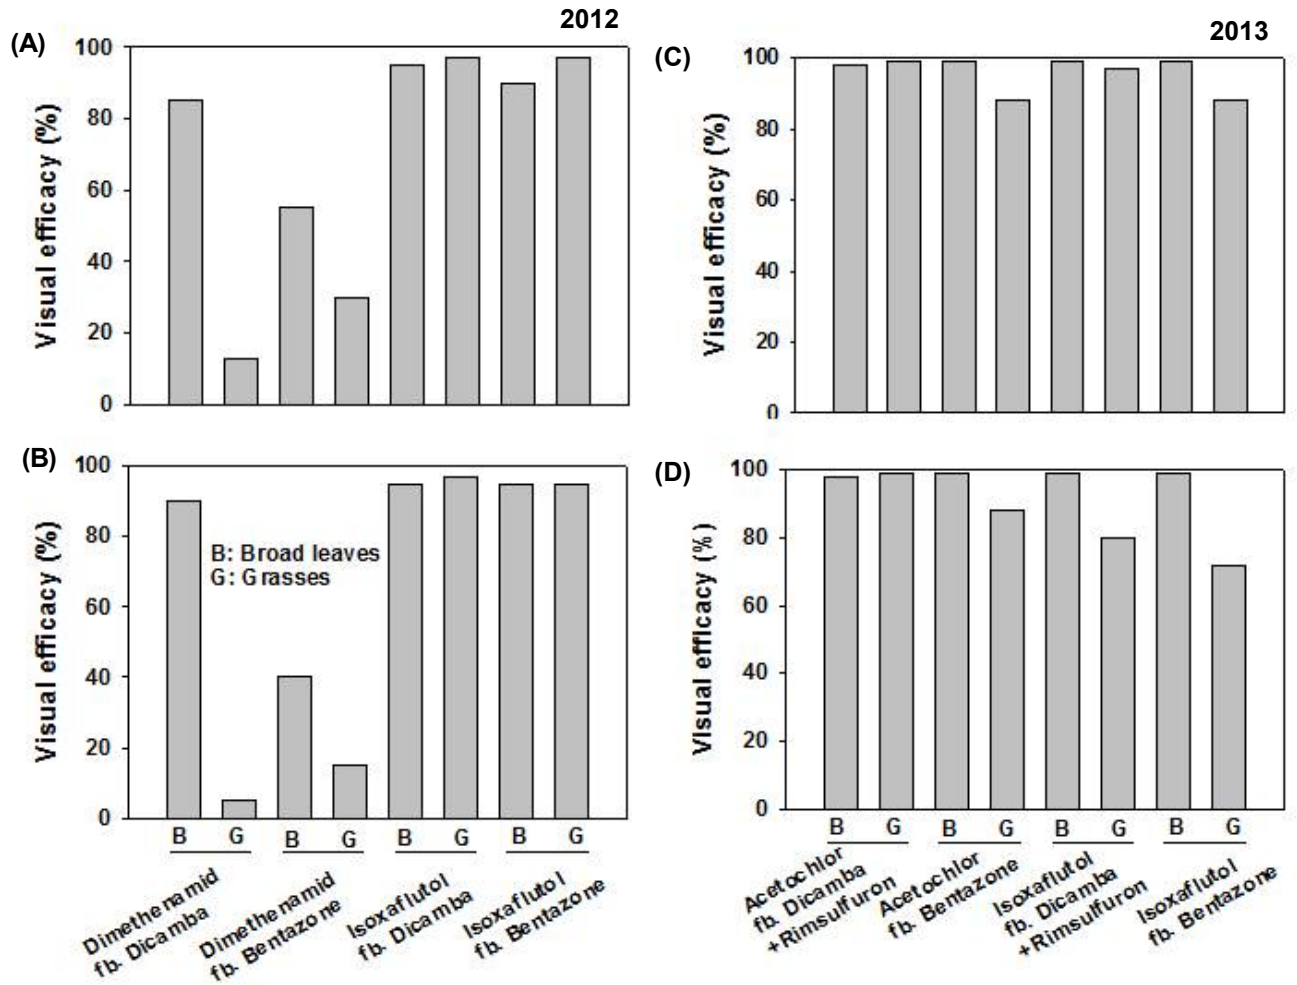 2012
(A)
100
80
60
40
20
0
Visual efficacy (%)
2013
(C)
100
80
60
40
20
0
Visual efficacy (%)
(B)
100
80
60
40
20
0
Visual efficacy (%)
B: Broad leaves
G: Grasses
B G B G B G B G
Dimethenamid
fb. Dicamba
Dimethenamid
fb. Bentazone
Isoxaflutol
fb. Dicamba
Isoxaflutol
fb. Bentazone
(D)
100
80
60
40
20
0
Visual efficacy (%)
B G B G B G B G
Acetochlor
fb. Dicamba
+Rimsulfuron
Acetochlor
fb. Bentazone
Isoxaflutol
fb. Dicamba
+Rimsulfuron
Isoxaflutol
fb. Bentazone